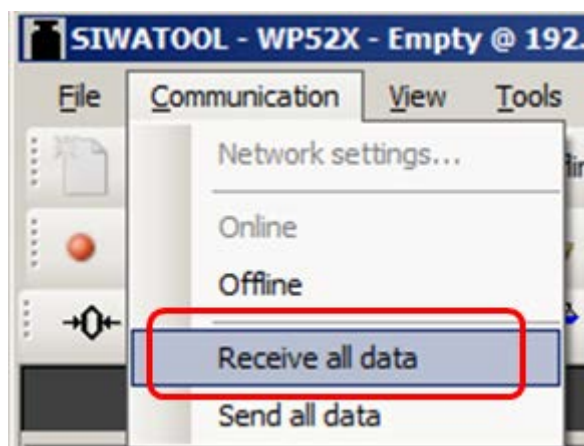 SIWATOOL - WP52X - Empty @ 192.
File Communication View Tools
Network settings...
Online
Offline
Receive all data
Send all data